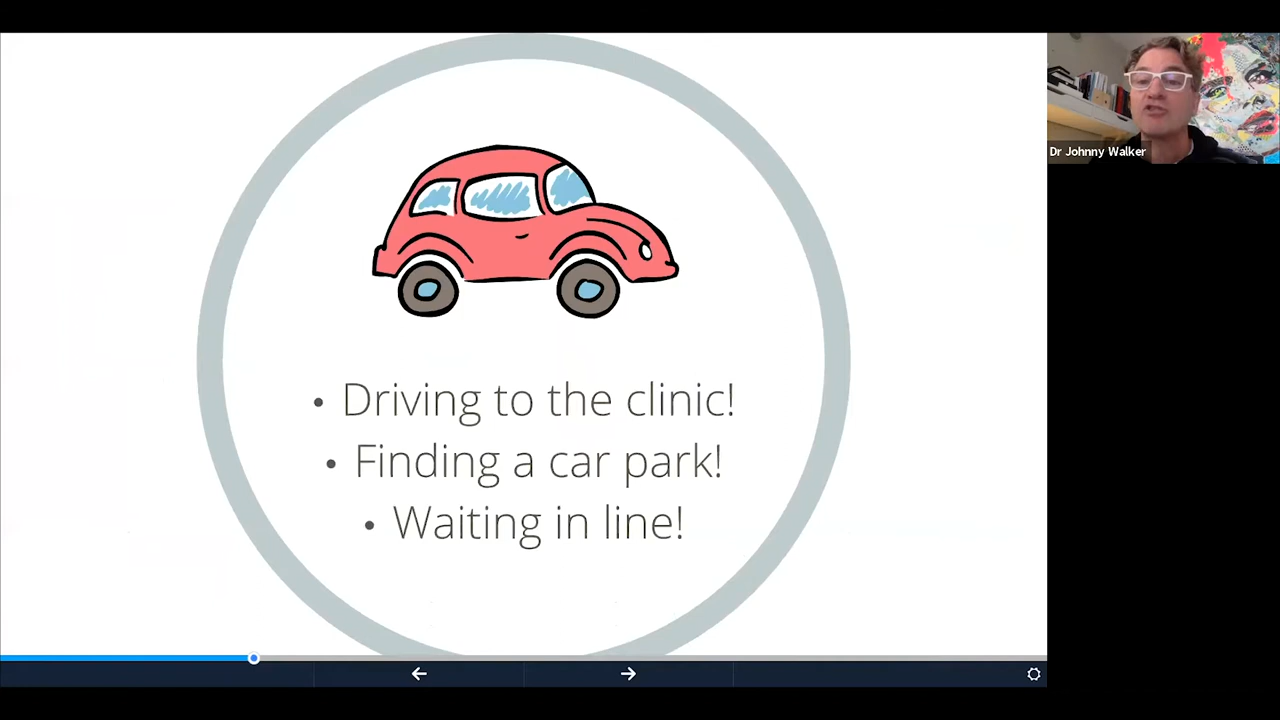 Dr Johnny Walker
• Driving to the clinic!
• Finding a car park!
• Waiting in line!